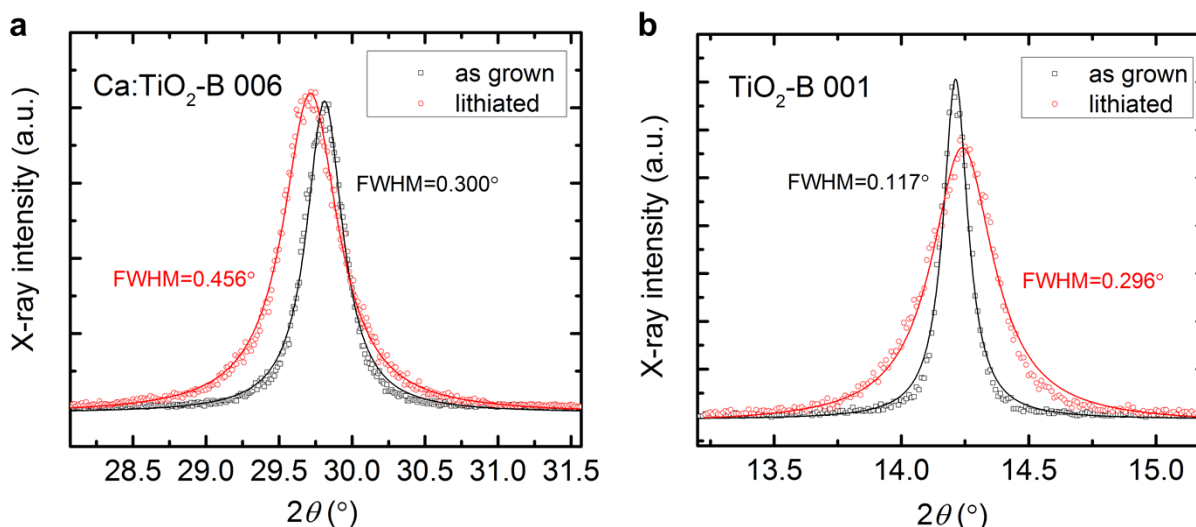 a
Ca:TiO₂-B 006
as grown
lithiated
FWHM=0.300°
FWHM=0.456°
X-ray intensity (a.u.)
28.5 29.0 29.5 30.0 30.5 31.0 31.5
2θ (°)
b
TiO₂-B 001
as grown
lithiated
FWHM=0.117°
FWHM=0.296°
X-ray intensity (a.u.)
13.5 14.0 14.5 15.0
2θ (°)